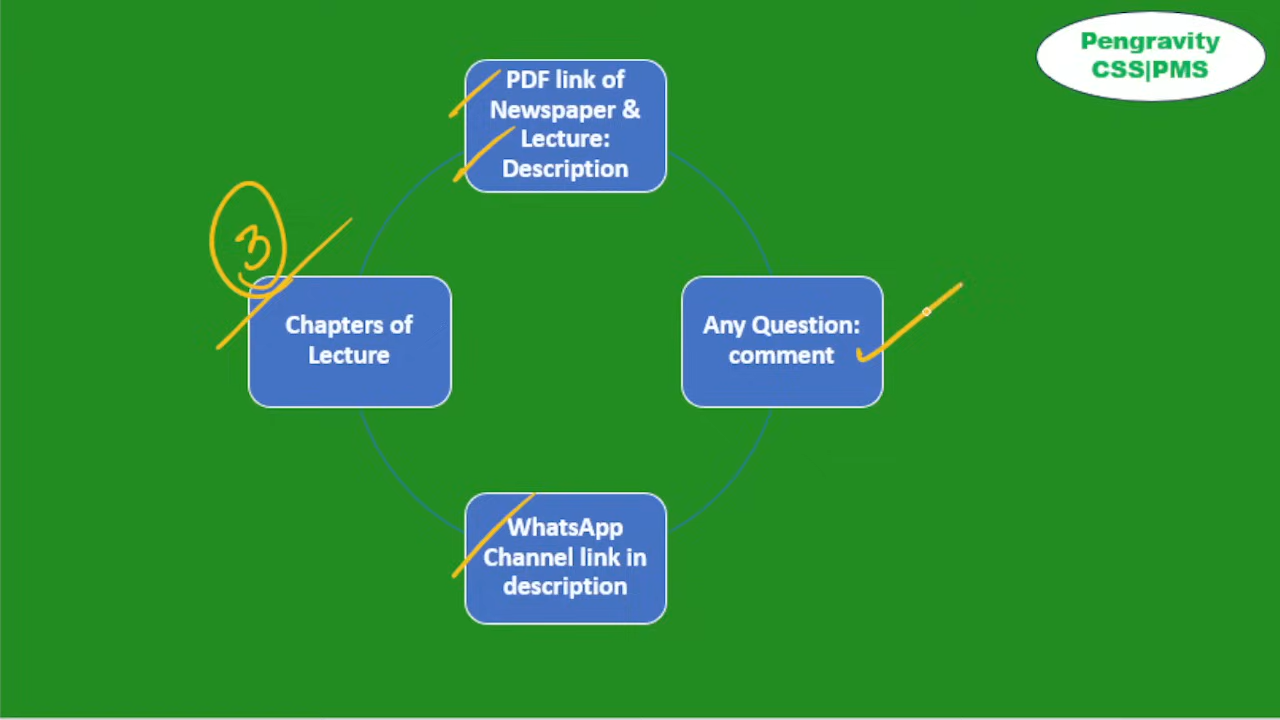 Pengravity
CSS|PMS
PDF link of
Newspaper &
Lecture:
Description
3
Chapters of
Lecture
Any Question:
comment
WhatsApp
Channel link in
description